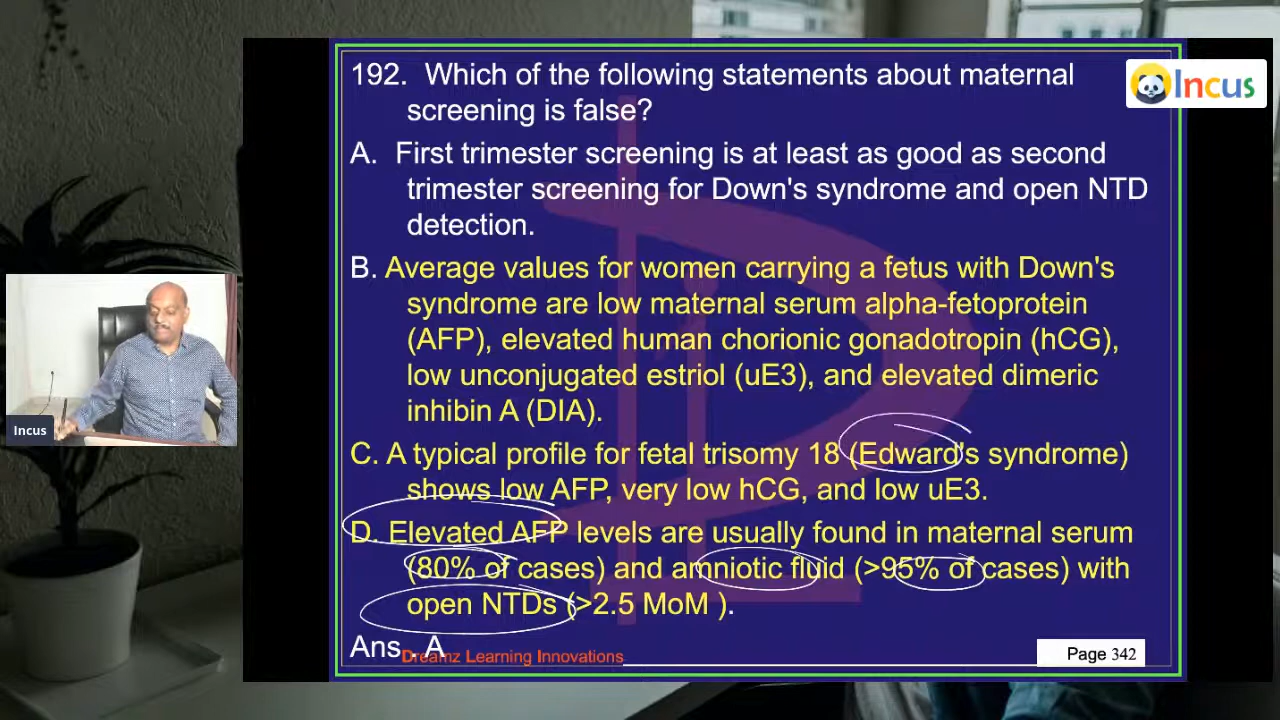 192. Which of the following statements about maternal
screening is false?
A. First trimester screening is at least as good as second
trimester screening for Down's syndrome and open NTD
detection.
B. Average values for women carrying a fetus with Down's
syndrome are low maternal serum alpha-fetoprotein
(AFP), elevated human chorionic gonadotropin (hCG),
low unconjugated estriol (uE3), and elevated dimeric
inhibin A (DIA).
C. A typical profile for fetal trisomy 18 (Edward's syndrome)
shows low AFP, very low hCG, and low uE3.
D. Elevated AFP levels are usually found in maternal serum
(80% of cases) and amniotic fluid (>95% of cases) with
open NTDs (>2.5 MoM ).
Ans . A
Dreamz Learning Innovations
Page 342
Incus
Incus